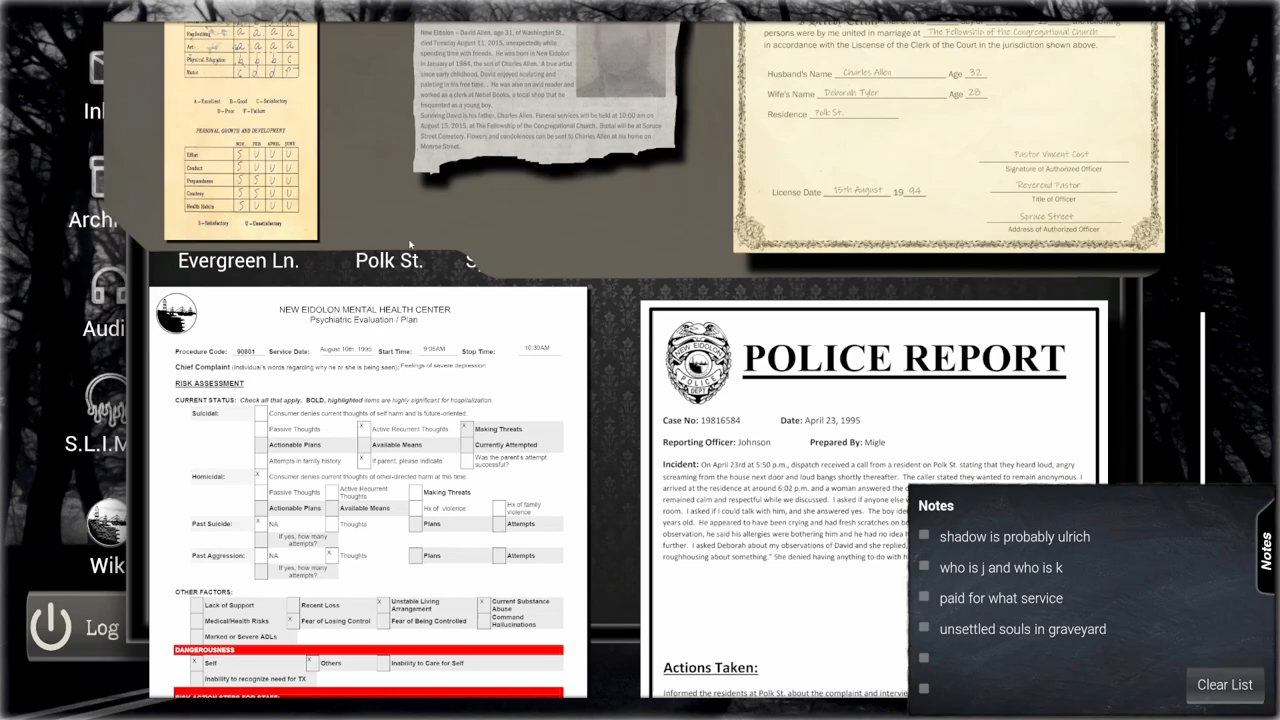 Handwriting a a a a
Art a a a
Physical Education b b b c
Music c d d F
A – Excellent B – Good C – Satisfactory
D – Poor F – Failure
PERSONAL GROWTH AND DEVELOPMENT
NOV. FEB. APRIL JUNE
Effort S U U U
Conduct S U U U
Preparedness S S U U
Courtesy S S U U
Health Habits S U U U
S – Satisfactory U – Unsatisfactory
New Eidolon – David Allen, age 31, of Washington St.,
died Tuesday August 11, 2015, unexpectedly while
spending time with friends. He was born in New Eidolon
in January of 1984, the son of Charles Allen. A true artist
since early childhood, David enjoyed sculpting and
painting in his free time. He was also an avid reader and
worked as a clerk at Nobel Books, a local shop that he
frequented as a young boy.
Surviving David is his father, Charles Allen. Funeral services will be held at 10:00 am on
August 15, 2015, at The Fellowship of the Congregational Church. Burial will be at Spruce
Street Cemetery. Flowers and condolences can be sent to Charles Allen at his home on
Monroe Street.
persons were by me united in marriage at The Fellowship of the Congregational Church
in accordance with the Liscense of the Clerk of the Court in the jurisdiction shown above.
Husband's Name Charles Allen Age 32
Wife's Name Deborah Tyler Age 28
Residence Polk St.
Pastor Vincent Cost
Signature of Authorized Officer
Reverend Pastor
Title of Officer
License Date 15th August 19 94
Spruce Street
Address of Authorized Officer
Archi
Audi
S.L.I.M
Wik
Log
Evergreen Ln. Polk St.
NEW EIDOLON MENTAL HEALTH CENTER
Psychiatric Evaluation / Plan
Procedure Code: 90801 Service Date: August 10th, 1995 Start Time: 9:05AM Stop Time: 10:30AM
Chief Complaint (Individual's words regarding why he or she is being seen): Feelings of severe depression
RISK ASSESSMENT
CURRENT STATUS: Check all that apply. BOLD, highlighted items are highly significant for hospitalization.
Suicidal: Consumer denies current thoughts of self harm and is future-oriented.
Passive Thoughts X Active Recurrent Thoughts X Making Threats
Actionable Plans Available Means Currently Attempted
Attempts in family history X If parent, please indicate Was the parent's attempt successful?
Homicidal: X Consumer denies current thoughts of other-directed harm at this time.
Passive Thoughts Active Recurrent Thoughts Making Threats
Actionable Plans Available Means Hx of violence Hx of family violence
Past Suicide: X NA Thoughts Plans Attempts
If yes, how many attempts?
Past Aggression: NA X Thoughts Plans Attempts
If yes, how many attempts?
OTHER FACTORS:
Lack of Support Recent Loss X Unstable Living Arrangement X Current Substance Abuse
Medical/Health Risks X Fear of Losing Control Fear of Being Controlled Command Hallucinations
Marked or Severe ADLs
DANGEROUSNESS
X Self X Others Inability to Care for Self
Inability to recognize need for TX
RISK ACTION STEPS FOR STAFF:
NEW EIDOLON
POLICE
DEPT
POLICE REPORT
Case No: 19816584 Date: April 23, 1995
Reporting Officer: Johnson Prepared By: Migle
Incident: On April 23rd at 5:50 p.m., dispatch received a call from a resident on Polk St. stating that they heard loud, angry
screaming from the house next door and loud bangs shortly thereafter. The caller stated they wanted to remain anonymous. I
arrived at the residence at around 6:02 p.m. and a woman answered the d
remained calm and respectful while we discussed. I asked if anyone else
room. I asked if I could talk with him, and she answered yes. The boy ide
years old. He appeared to have been crying and had fresh scratches on b
observation, he said his allergies were bothering him and he had no idea h
further. I asked Deborah about my observations of David and she replied,
roughhousing about something." She denied having anything to do with h
Actions Taken:
Informed the residents at Polk St. about the complaint and intervie
Notes
shadow is probably ulrich
who is j and who is k
paid for what service
unsettled souls in graveyard
Clear List
Notes